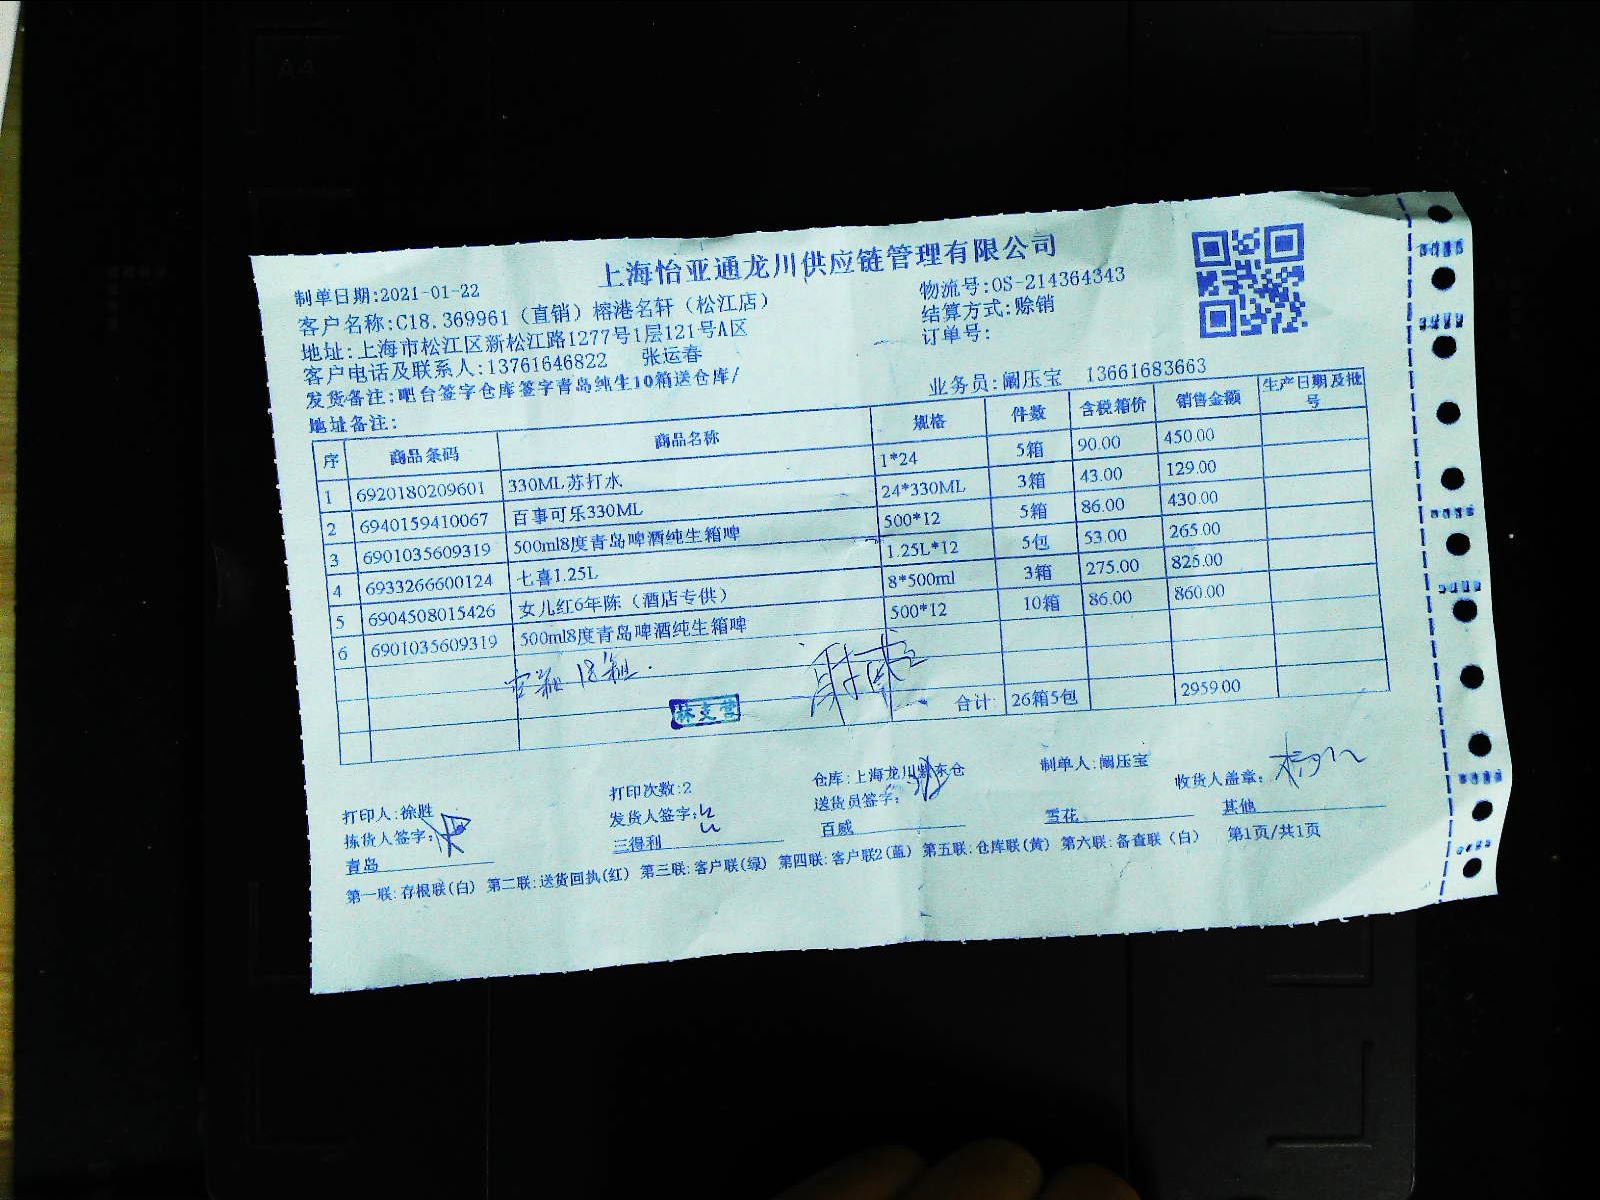 上海怡亚通龙川供应链管理有限公司
制单日期:2021-01-22
物流号:OS-214364343
客户名称:C18.369961（直销）榕港名轩（松江店）
结算方式:赊销
地址:上海市松江区新松江路1277号1层121号A区
订单号:
客户电话及联系人:13761646822 张运春
发货备注:吧台签字仓库签字青岛纯生10箱送仓库/
业务员:阚压宝 13661683663
地址备注:
序 商品条码 商品名称 规格 件数 含税箱价 销售金额 生产日期及批号
1 6920180209601 330ML苏打水 1*24 5箱 90.00 450.00
2 6940159410067 百事可乐330ML 24*330ML 3箱 43.00 129.00
3 6901035609319 500ml8度青岛啤酒纯生箱啤 500*12 5箱 86.00 430.00
4 6933266600124 七喜1.25L 1.25L*12 5包 53.00 265.00
5 6904508015426 女儿红6年陈（酒店专供） 8*500ml 3箱 275.00 825.00
6 6901035609319 500ml8度青岛啤酒纯生箱啤 500*12 10箱 86.00 860.00
合计 26箱5包 2959.00
打印人:徐胜 打印次数:2 仓库:上海龙川 东仓 制单人:阚压宝 收货人盖章:
拣货人签字: 发货人签字: 送货员签字:
青岛 三得利 百威 雪花 其他
第一联:存根联(白) 第二联:送货回执(红) 第三联:客户联(绿) 第四联:客户联2(蓝) 第五联:仓库联(黄) 第六联:备查联（白） 第1页/共1页
A4